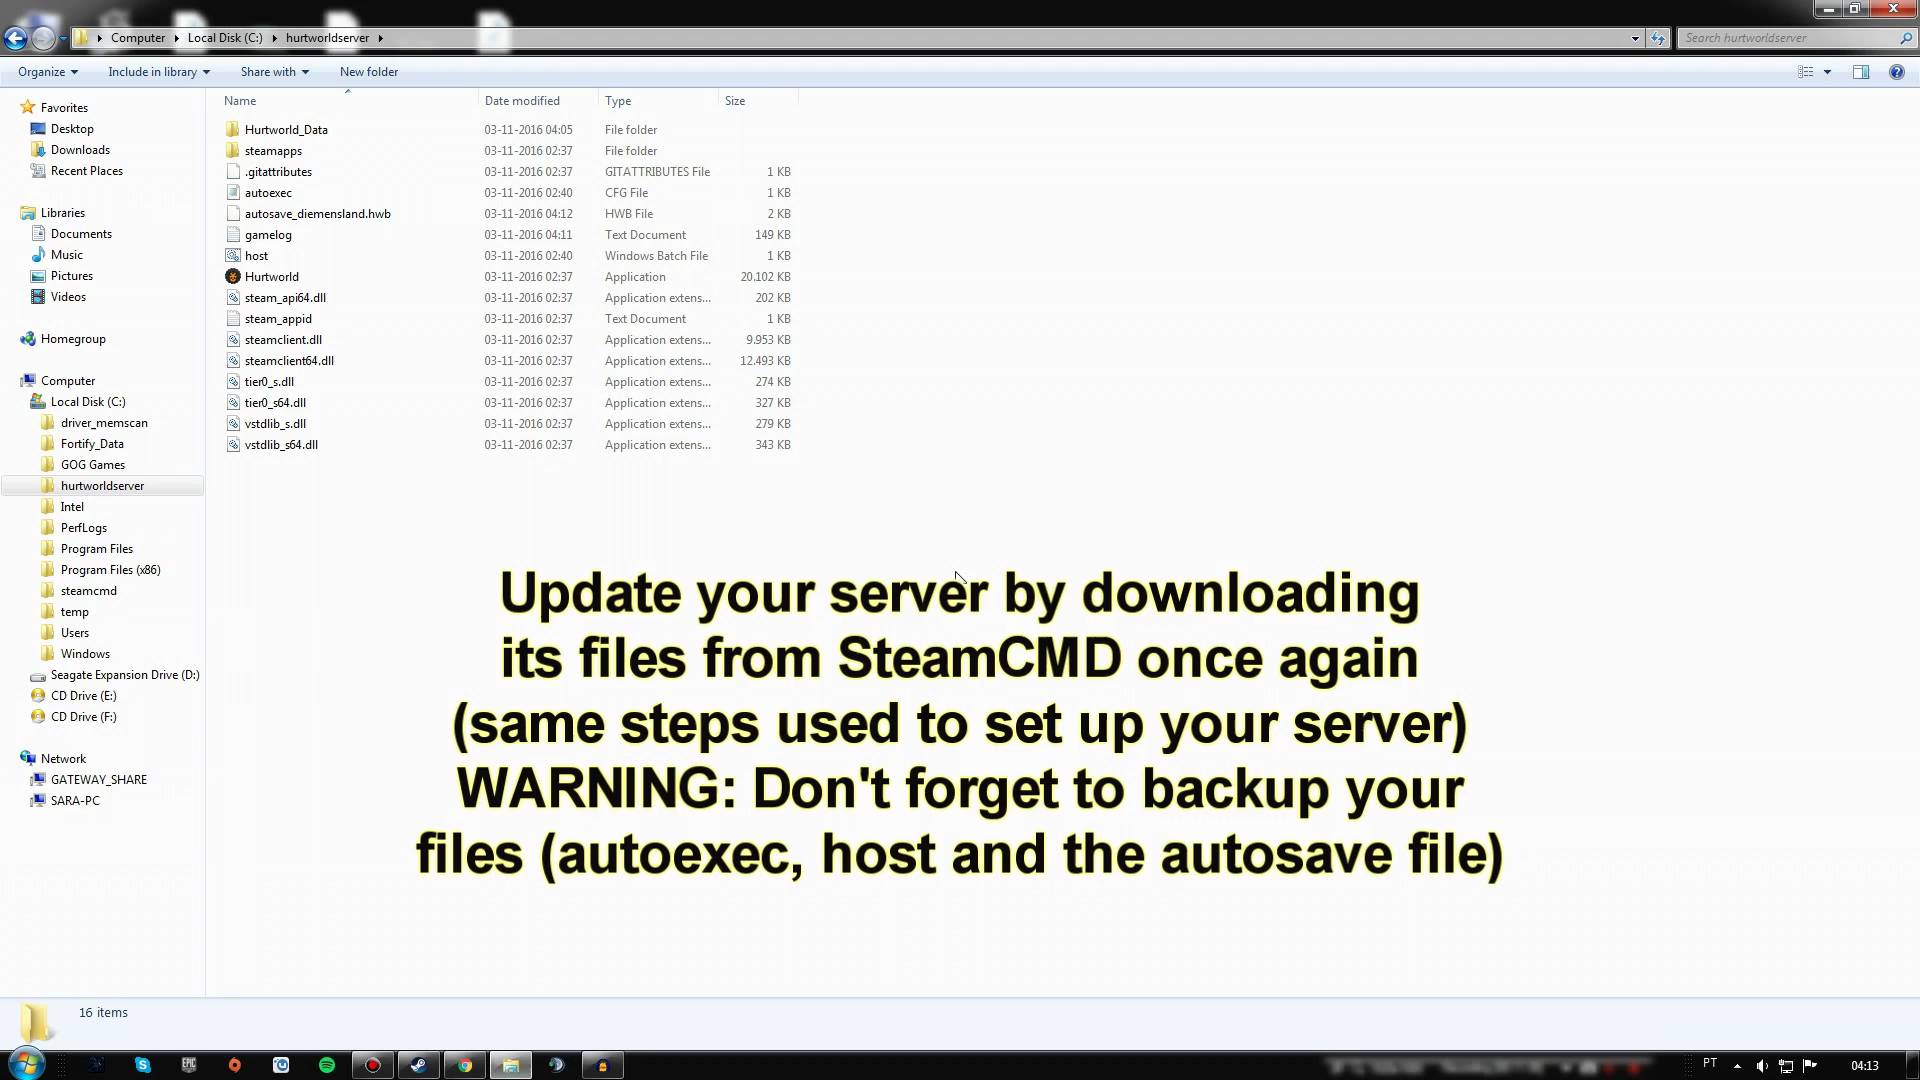 Computer Local Disk (C:) hurtworldserver
Search hurtworldserver
Organize Include in library Share with New folder
Name Date modified Type Size
Favorites
Desktop
Downloads
Recent Places
Libraries
Documents
Music
Pictures
Videos
Homegroup
Computer
Local Disk (C:)
driver_memscan
Fortify_Data
GOG Games
hurtworldserver
Intel
PerfLogs
Program Files
Program Files (x86)
steamcmd
temp
Users
Windows
Seagate Expansion Drive (D:)
CD Drive (E:)
CD Drive (F:)
Network
GATEWAY_SHARE
SARA-PC
Hurtworld_Data 03-11-2016 04:05 File folder
steamapps 03-11-2016 02:37 File folder
.gitattributes 03-11-2016 02:37 GITATTRIBUTES File 1 KB
autoexec 03-11-2016 02:40 CFG File 1 KB
autosave_diemensland.hwb 03-11-2016 04:12 HWB File 2 KB
gamelog 03-11-2016 04:11 Text Document 149 KB
host 03-11-2016 02:40 Windows Batch File 1 KB
Hurtworld 03-11-2016 02:37 Application 20.102 KB
steam_api64.dll 03-11-2016 02:37 Application extens... 202 KB
steam_appid 03-11-2016 02:37 Text Document 1 KB
steamclient.dll 03-11-2016 02:37 Application extens... 9.953 KB
steamclient64.dll 03-11-2016 02:37 Application extens... 12.493 KB
tier0_s.dll 03-11-2016 02:37 Application extens... 274 KB
tier0_s64.dll 03-11-2016 02:37 Application extens... 327 KB
vstdlib_s.dll 03-11-2016 02:37 Application extens... 279 KB
vstdlib_s64.dll 03-11-2016 02:37 Application extens... 343 KB
Update your server by downloading
its files from SteamCMD once again
(same steps used to set up your server)
WARNING: Don't forget to backup your
files (autoexec, host and the autosave file)
16 items
EPIC
PT 04:13